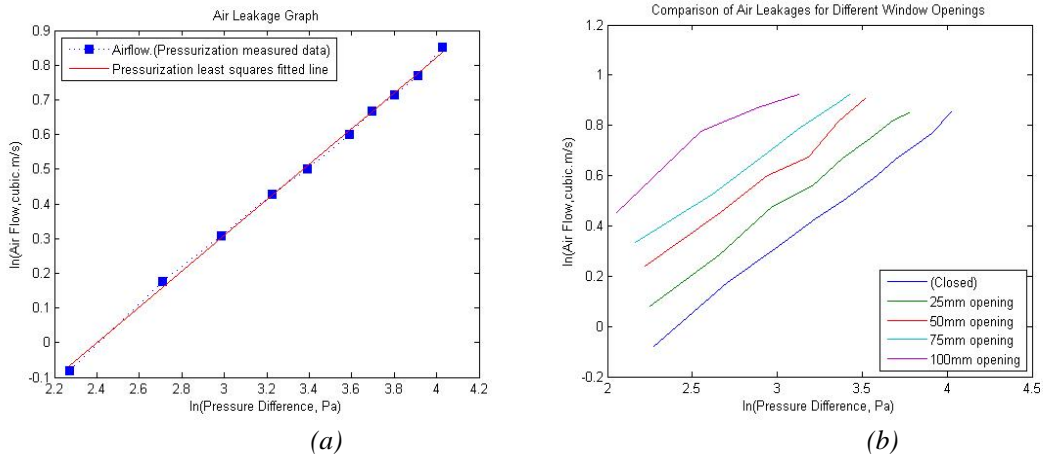 Air Leakage Graph
0.9
0.8
0.7
0.6
0.5
0.4
0.3
0.2
0.1
0
-0.1
ln(Air Flow,cubic.m/s)
Airflow.(Pressurization measured data)
Pressurization least squares fitted line
2.2 2.4 2.6 2.8 3 3.2 3.4 3.6 3.8 4 4.2
ln(Pressure Difference, Pa)
(a)
Comparison of Air Leakages for Different Window Openings
1.2
1
0.8
0.6
0.4
0.2
0
-0.2
ln(Air Flow,cubic.m/s)
(Closed)
25mm opening
50mm opening
75mm opening
100mm opening
2 2.5 3 3.5 4 4.5
ln(Pressure Difference, Pa)
(b)